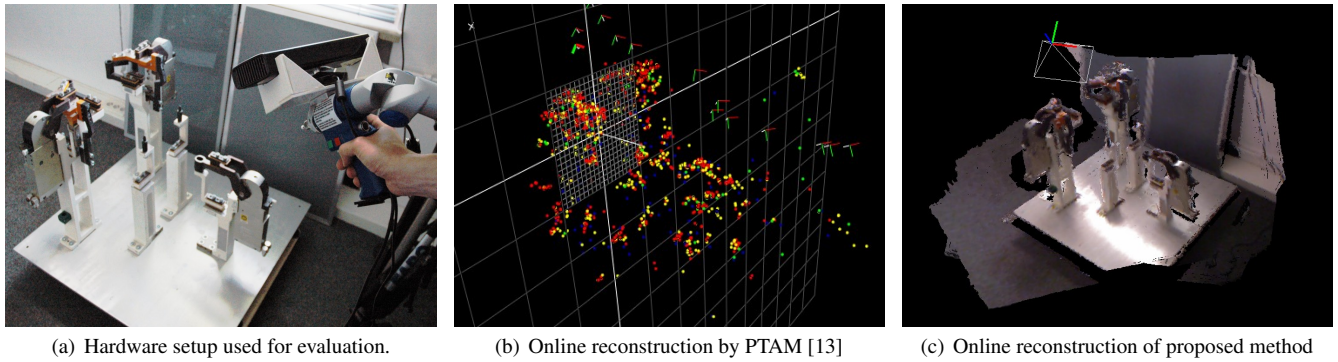 (a) Hardware setup used for evaluation.
(b) Online reconstruction by PTAM [13]
(c) Online reconstruction of proposed method